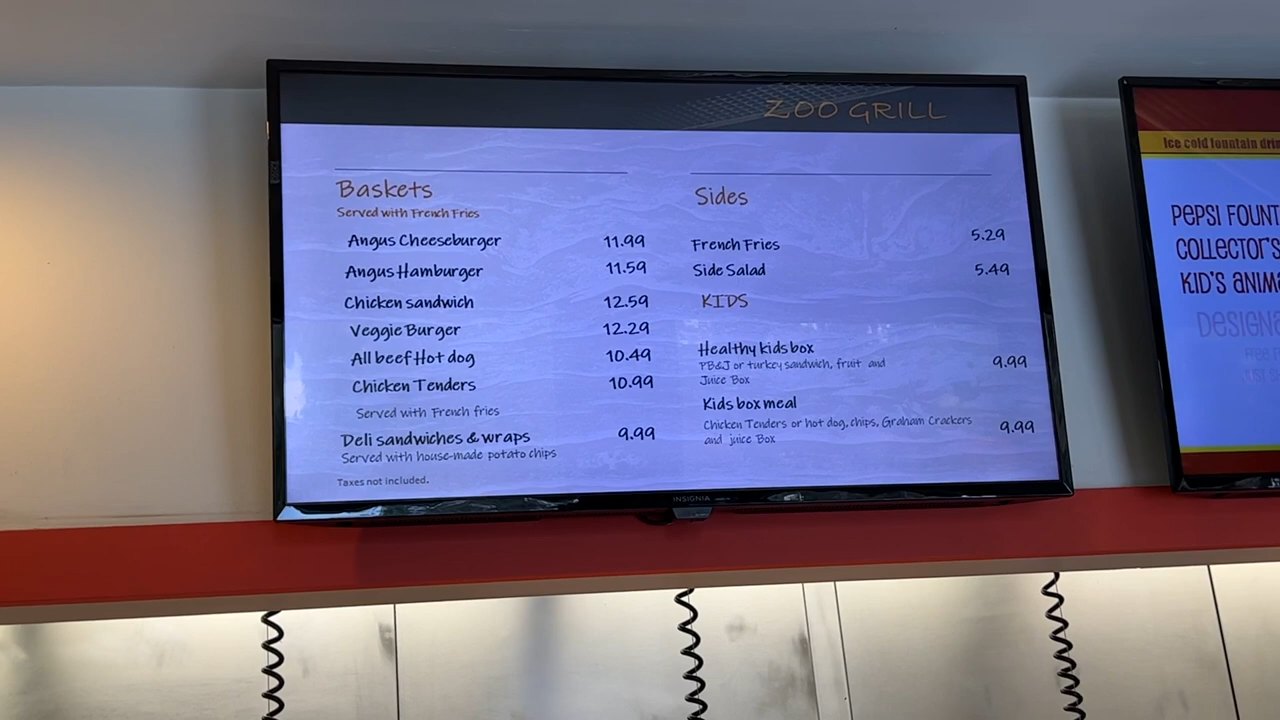 ZOO GRILL
Baskets
Served with French Fries
Angus Cheeseburger 11.99
Angus Hamburger 11.59
Chicken sandwich 12.59
Veggie Burger 12.29
All beef Hot dog 10.49
Chicken Tenders 10.99
Served with French fries
Deli sandwiches & wraps 9.99
Served with house-made potato chips
Taxes not included.
Sides
French Fries 5.29
Side Salad 5.49
KIDS
Healthy kids box 9.99
PB&J or turkey sandwich, fruit and
Juice Box
Kids box meal
Chicken Tenders or hot dog, chips, Graham Crackers 9.99
and juice Box
INSIGNIA
Ice cold fountain
PEPSI
COLLECTOR'S
KID'S